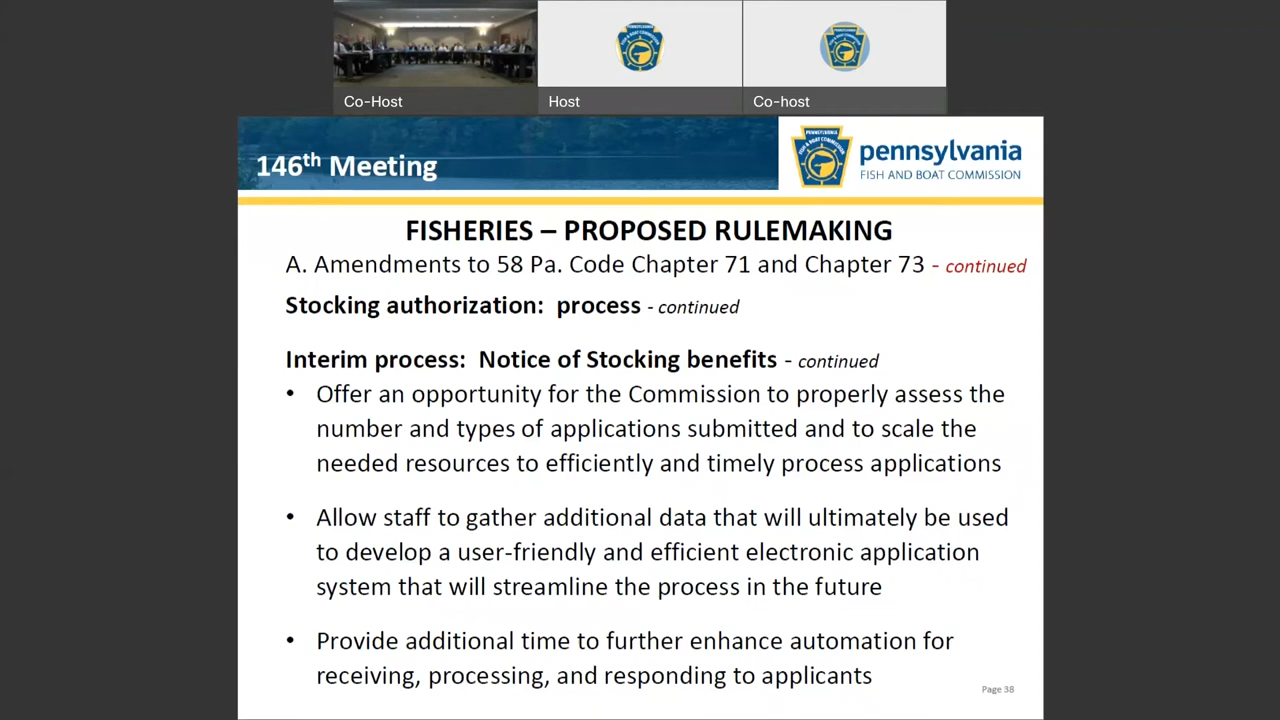 Co-Host
Host
Co-host
146th Meeting
pennsylvania
FISH AND BOAT COMMISSION
FISHERIES – PROPOSED RULEMAKING
A. Amendments to 58 Pa. Code Chapter 71 and Chapter 73 - continued
Stocking authorization: process - continued
Interim process: Notice of Stocking benefits - continued
• Offer an opportunity for the Commission to properly assess the
number and types of applications submitted and to scale the
needed resources to efficiently and timely process applications
• Allow staff to gather additional data that will ultimately be used
to develop a user-friendly and efficient electronic application
system that will streamline the process in the future
• Provide additional time to further enhance automation for
receiving, processing, and responding to applicants
Page 38